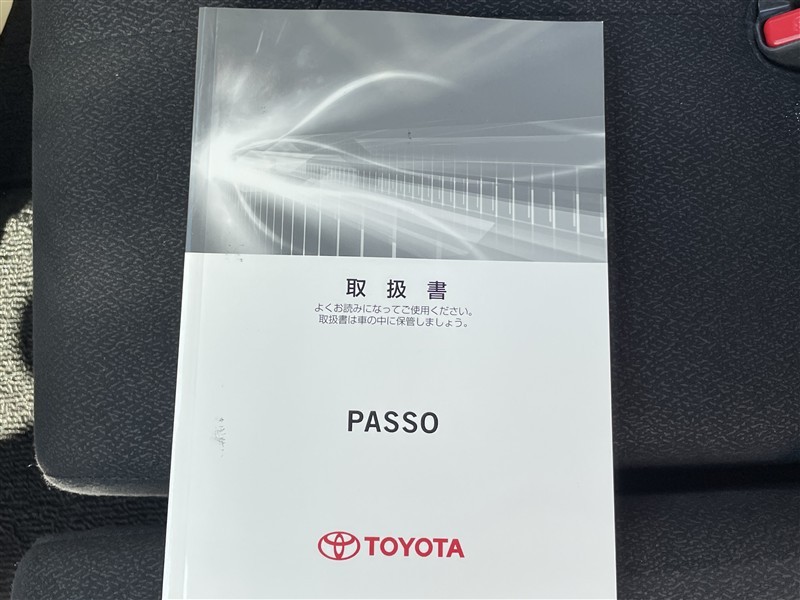 取扱書
よくお読みになってご使用ください。
取扱書は車の中に保管しましょう。
PASSO
TOYOTA